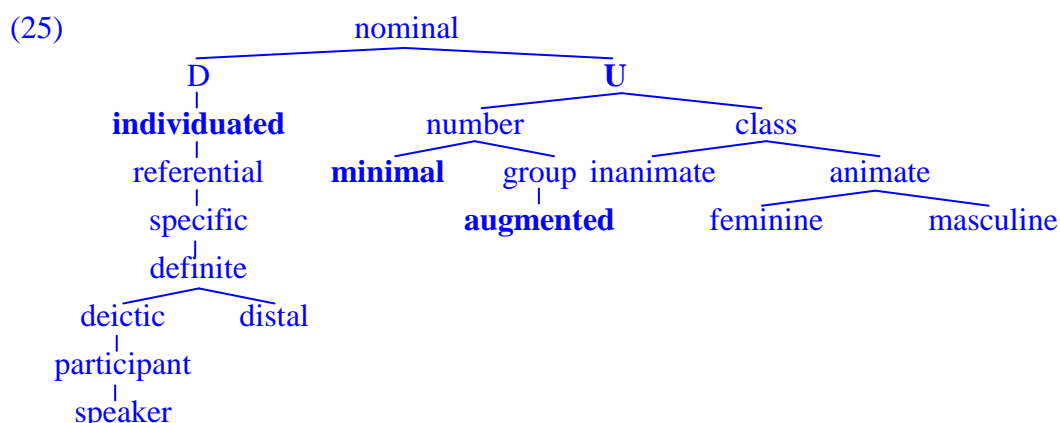 (25) nominal
D U
individuated number class
referential minimal group inanimate animate
specific augmented feminine masculine
definite
deictic distal
participant
speaker